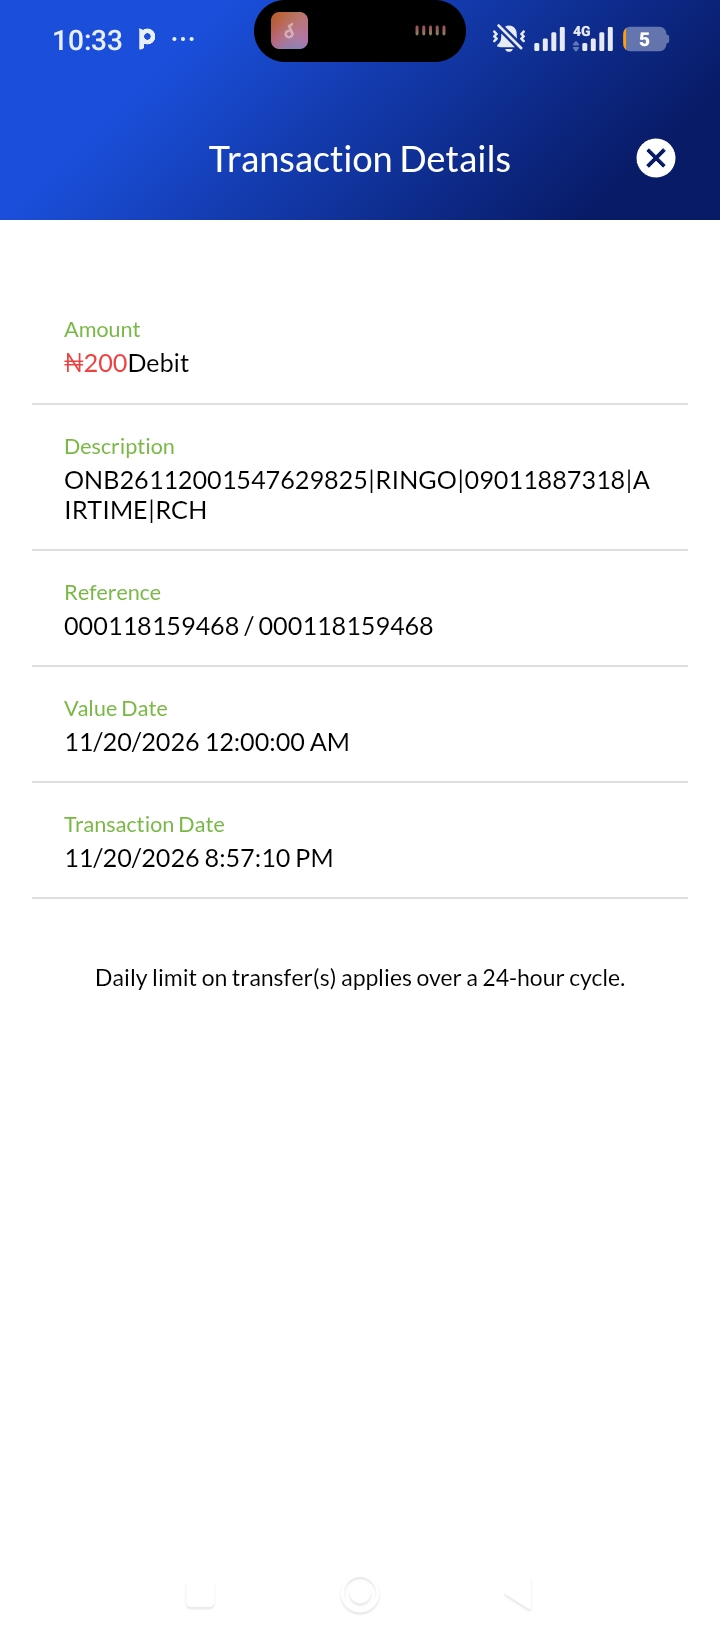 10:33
4G
5
Transaction Details
Amount
₦200Debit
Description
ONB26112001547629825|RINGO|09011887318|A
IRTIME|RCH
Reference
000118159468 / 000118159468
Value Date
11/20/2026 12:00:00 AM
Transaction Date
11/20/2026 8:57:10 PM
Daily limit on transfer(s) applies over a 24-hour cycle.